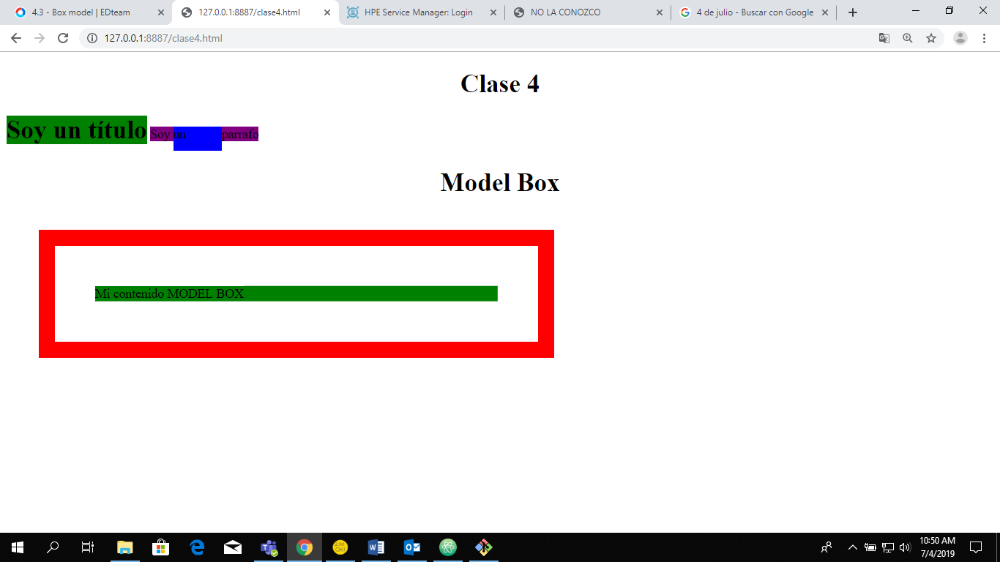 4.3 - Box model | EDteam
127.0.0.1:8887/clase4.html
HPE Service Manager: Login
NO LA CONOZCO
4 de julio - Buscar con Google
127.0.0.1:8887/clase4.html
Clase 4
Soy un título
Soy un parrafo
Model Box
Mi contenido MODEL BOX
10:50 AM
7/4/2019